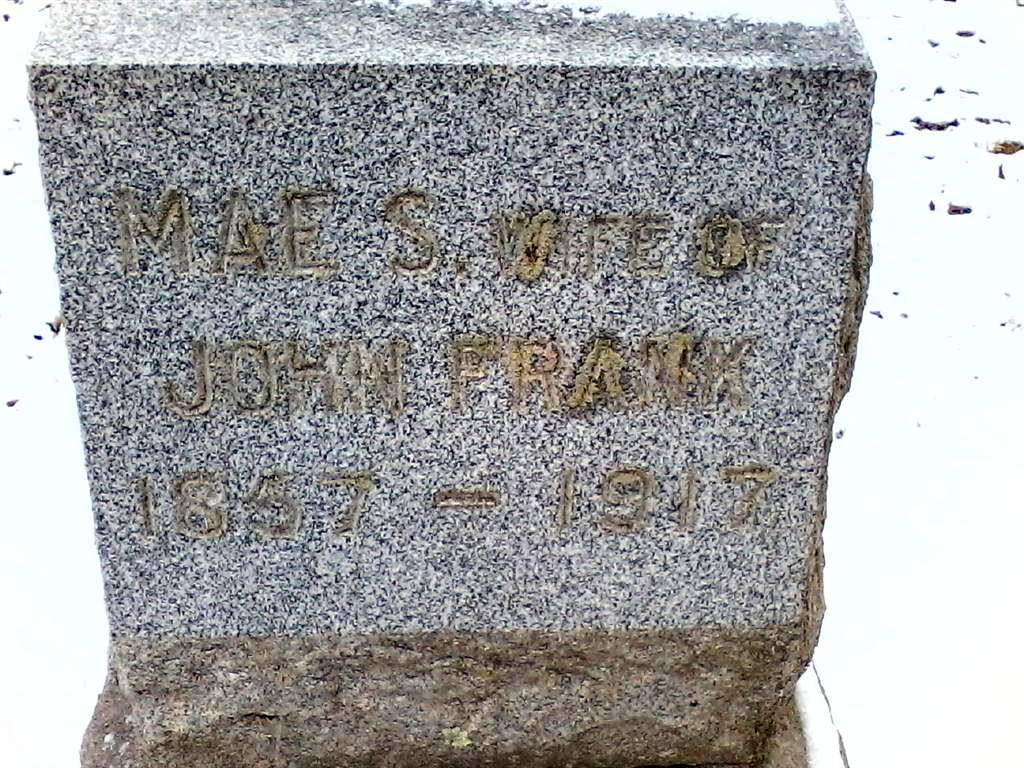 MAE S. WIFE OF
JOHN FRANK
1857 – 1917